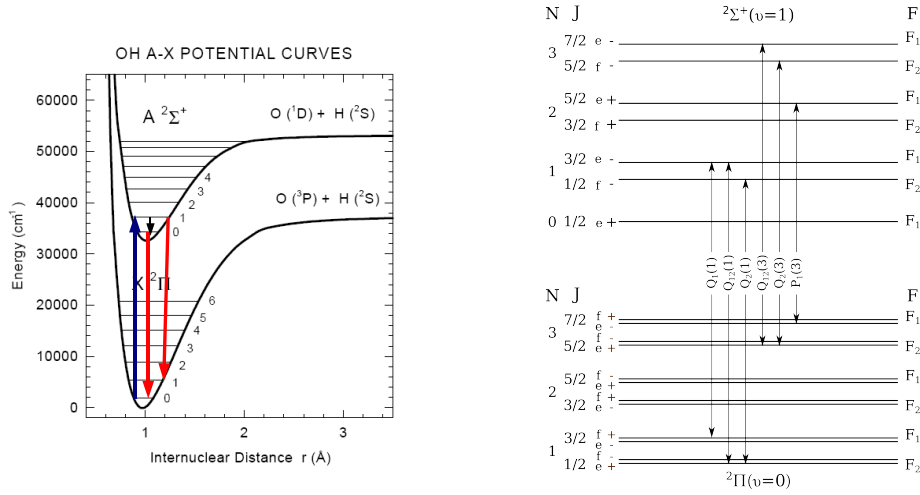 OH A-X POTENTIAL CURVES
60000
50000
40000
30000
20000
10000
0
Energy (cm¹)
A ²Σ⁺
O (¹D) + H (²S)
O (³P) + H (²S)
4
3
2
1
0
X ²Π
6
5
4
3
2
1
0
1
2
3
Internuclear Distance r (Å)
N J ²Σ⁺(υ=1) F
3 7/2 e - F₁
5/2 f - F₂
2 5/2 e + F₁
3/2 f + F₂
1 3/2 e - F₁
1/2 f - F₂
0 1/2 e + F₁
Q₁(1) Q₁₂(1) Q₂(1) Q₁₂(3) Q₂(3) P₁(3)
N J F
3 7/2 f + F₁
e -
5/2 f - F₂
e +
2 5/2 f - F₁
e +
3/2 f + F₂
e -
1 3/2 f + F₁
e -
1/2 f - F₂
e +
²Π(υ=0)